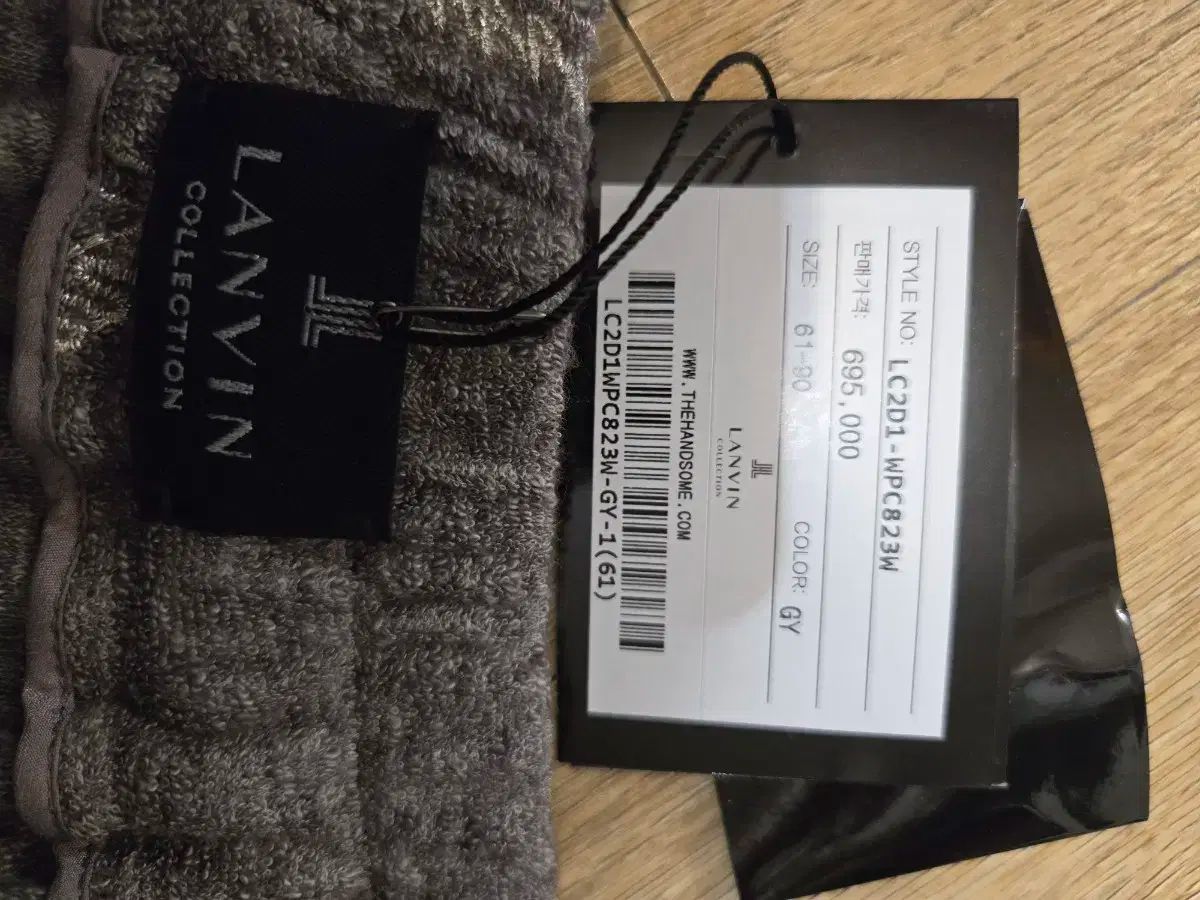 LANVIN
COLLECTION
STYLE NO: LC2D1-WPC823W
판매가격: 695,000
SIZE: 61-90 COLOR: GY
LANVIN
COLLECTION
WWW.THEHANDSOME.COM
LC2D1WPC823W-GY-1(61)